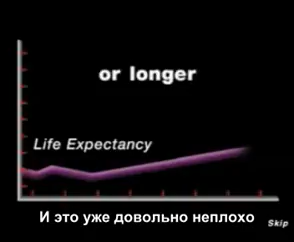 or longer
Life Expectancy
И это уже довольно неплохо
Skip